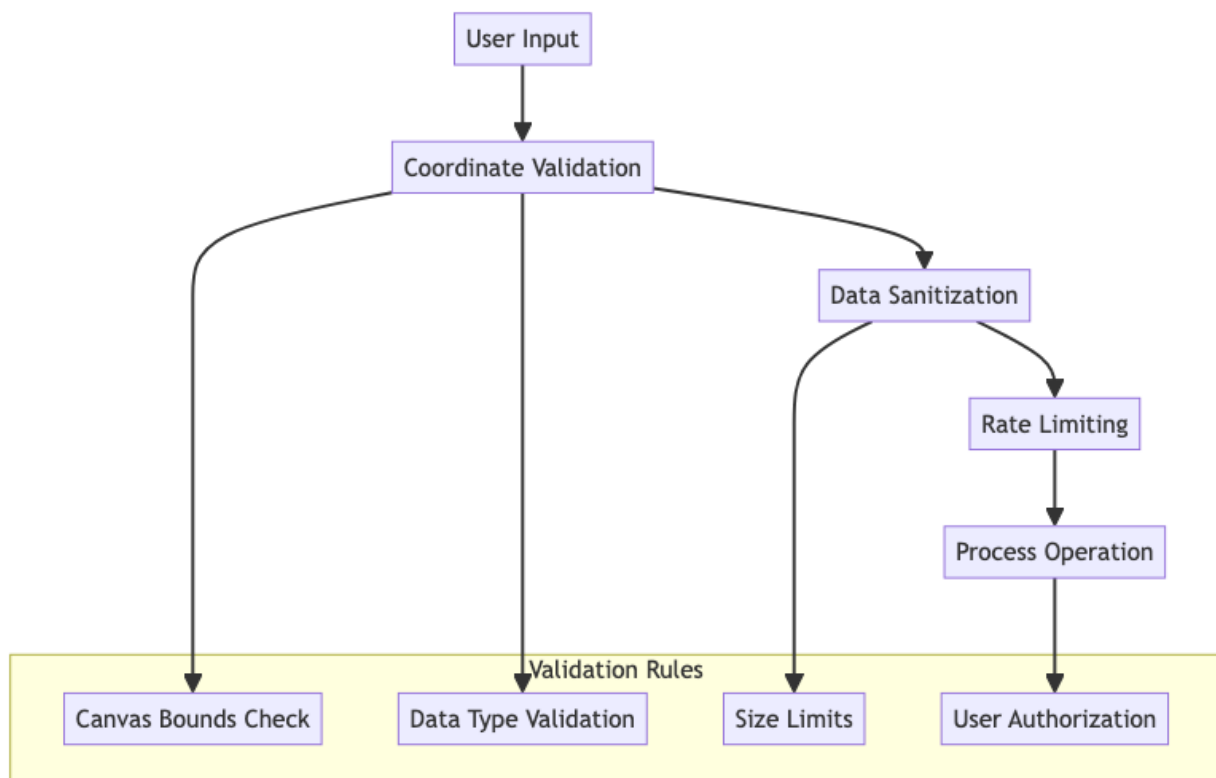 User Input
Coordinate Validation
Data Sanitization
Rate Limiting
Process Operation
Validation Rules
Canvas Bounds Check
Data Type Validation
Size Limits
User Authorization